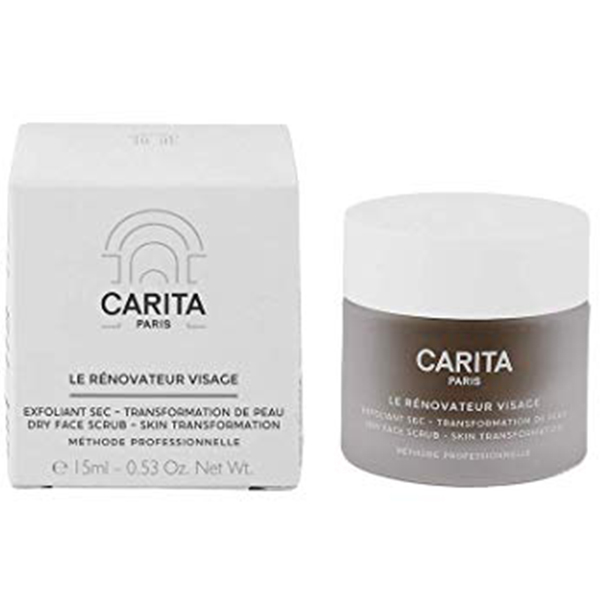 CARITA
PARIS
LE RÉNOVATEUR VISAGE
EXFOLIANT SEC - TRANSFORMATION DE PEAU
DRY FACE SCRUB - SKIN TRANSFORMATION
MÉTHODE PROFESSIONNELLE
℮ 15ml - 0.53 Oz. Net Wt.
CARITA
PARIS
LE RÉNOVATEUR VISAGE
EXFOLIANT SEC - TRANSFORMATION DE PEAU
DRY FACE SCRUB - SKIN TRANSFORMATION
MÉTHODE PROFESSIONNELLE